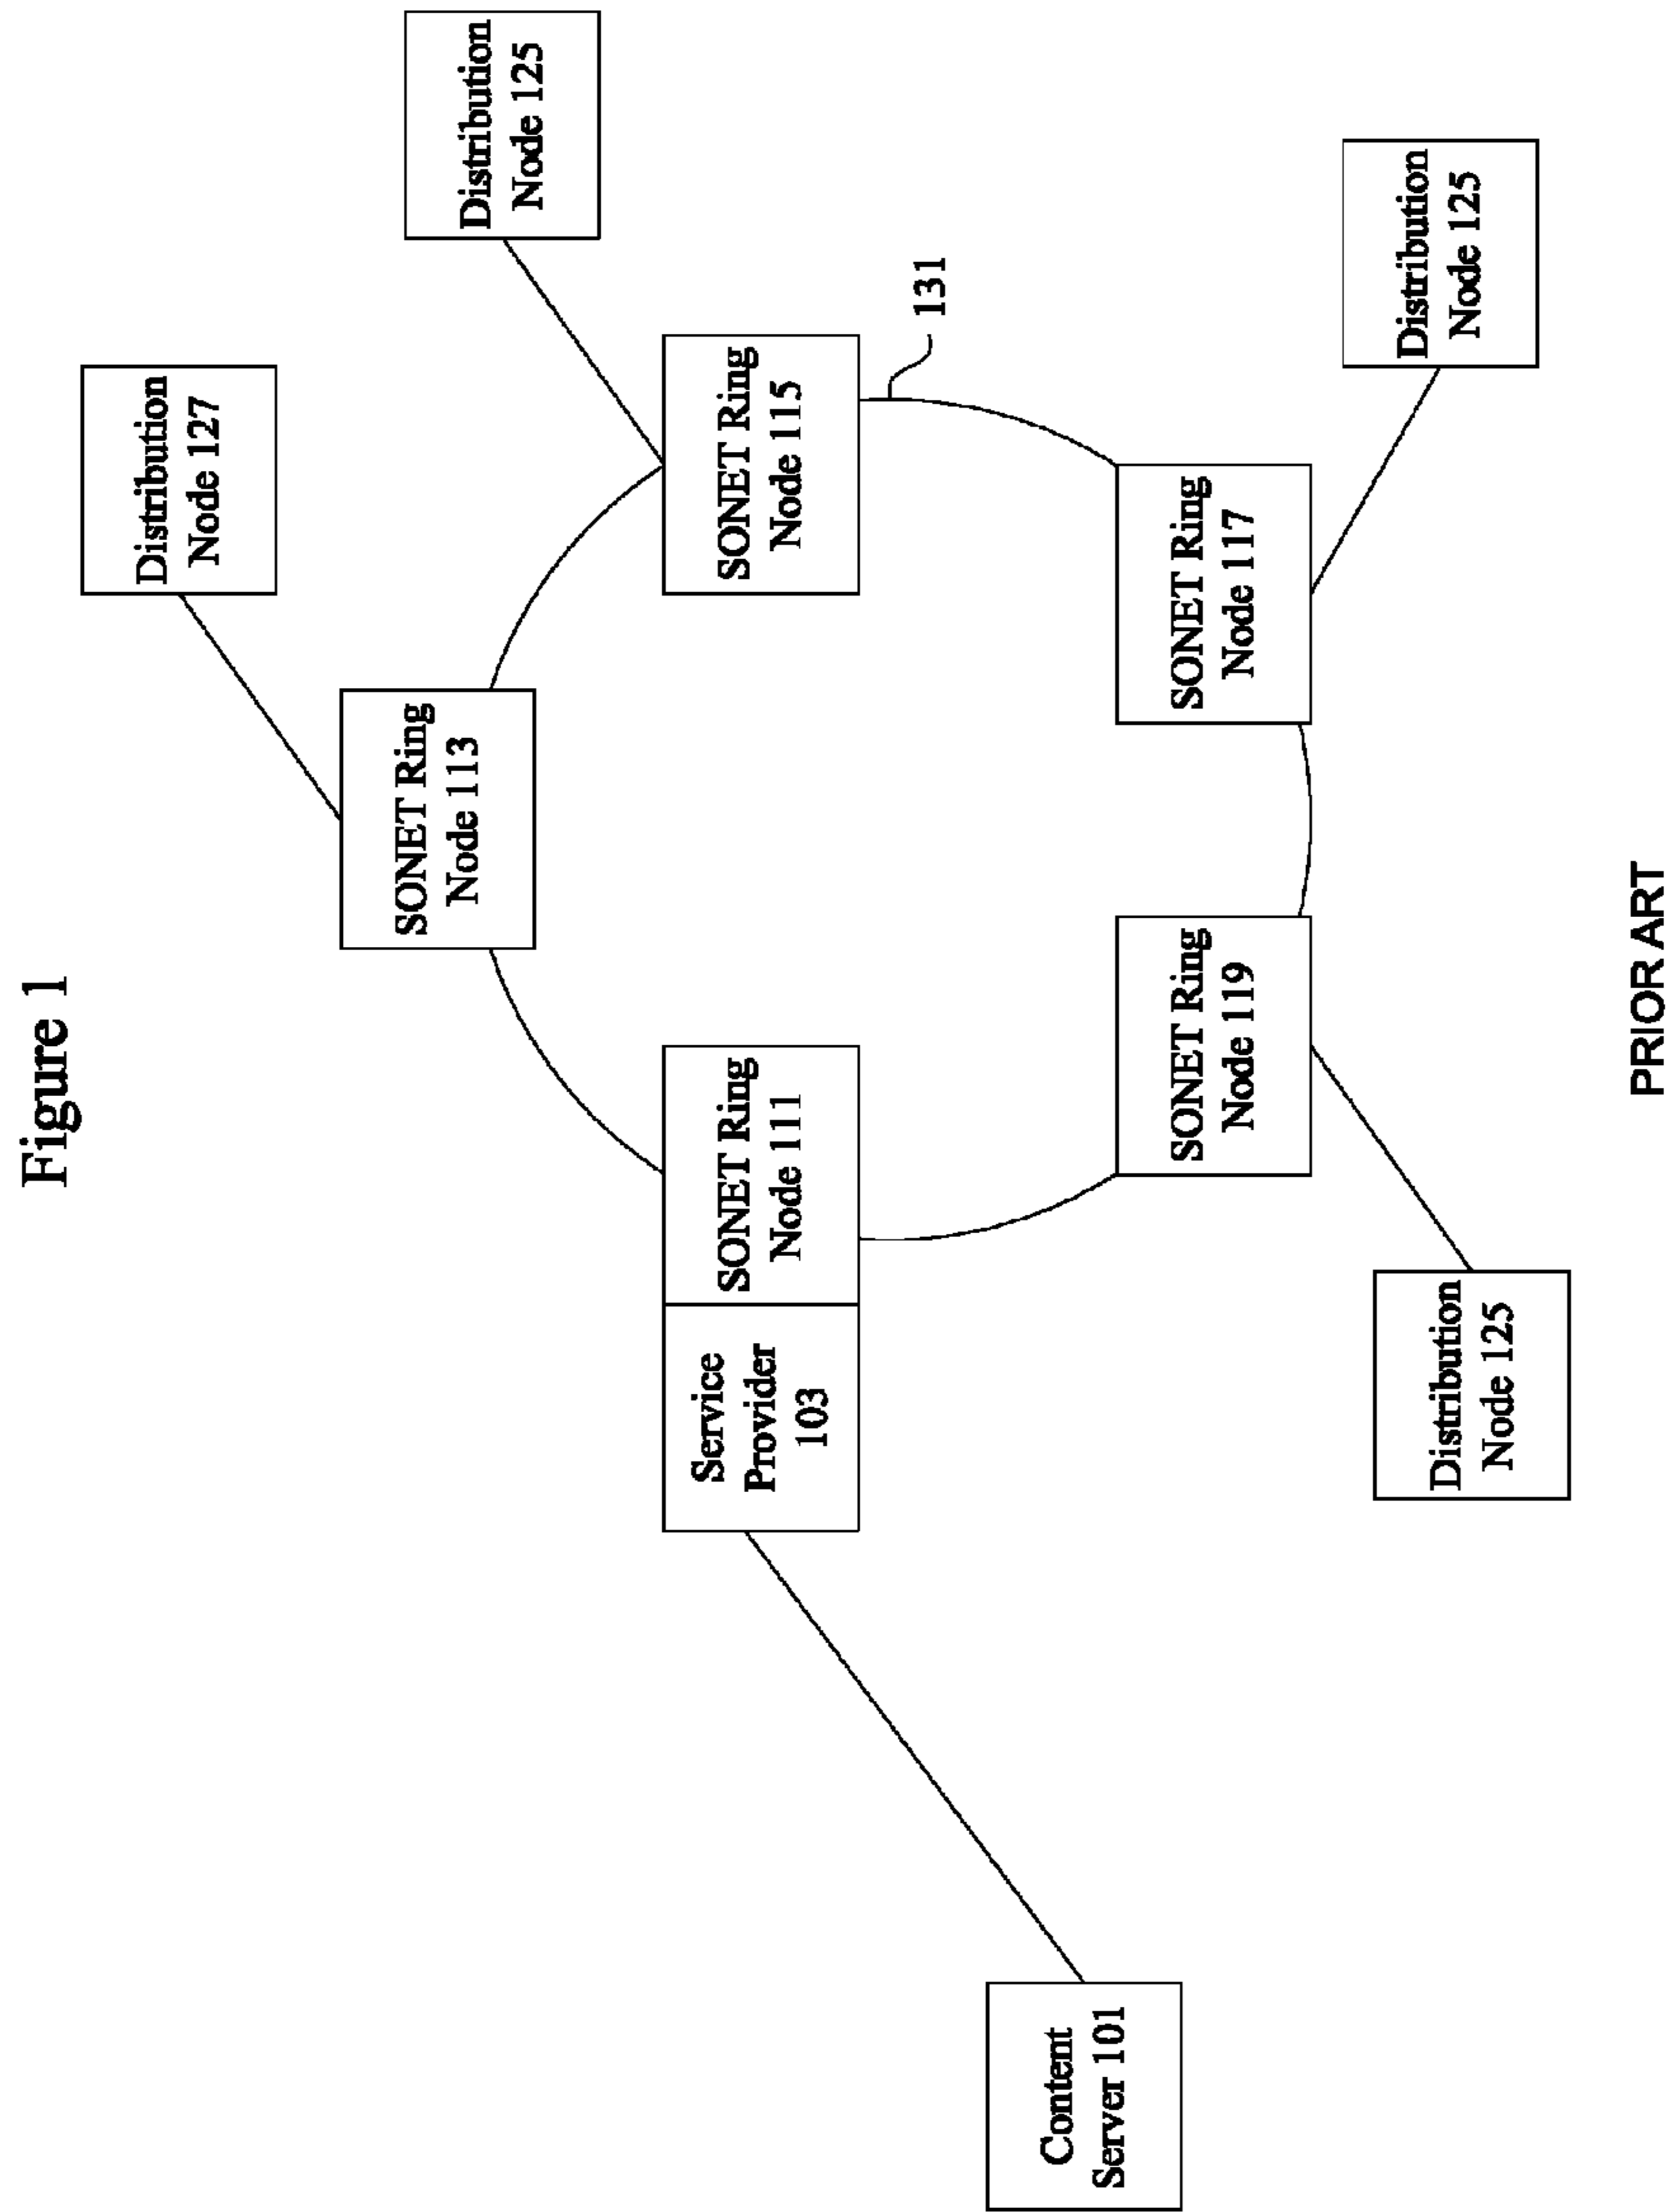 Figure 1
Distribution
Node 127
SONET Ring
Node 113
Distribution
Node 125
Service
Provider
103
SONET Ring
Node 111
SONET Ring
Node 115
131
Content
Server 101
SONET Ring
Node 119
SONET Ring
Node 117
Distribution
Node 125
Distribution
Node 125
PRIOR ART